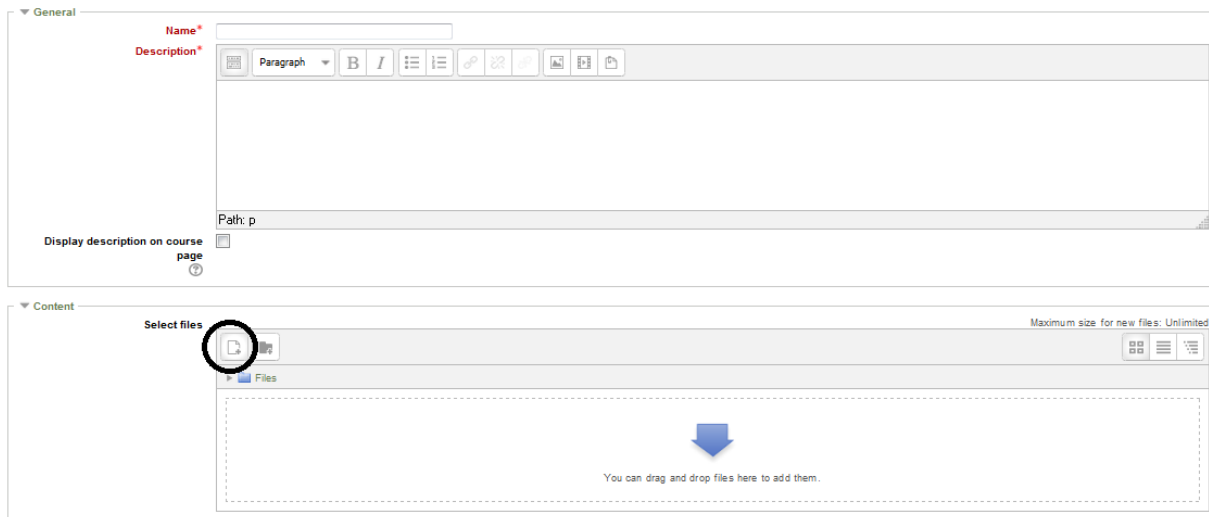 General
Name*
Description*
Paragraph B I
Path: p
Display description on course
page
Content
Select files
Maximum size for new files: Unlimited
Files
You can drag and drop files here to add them.